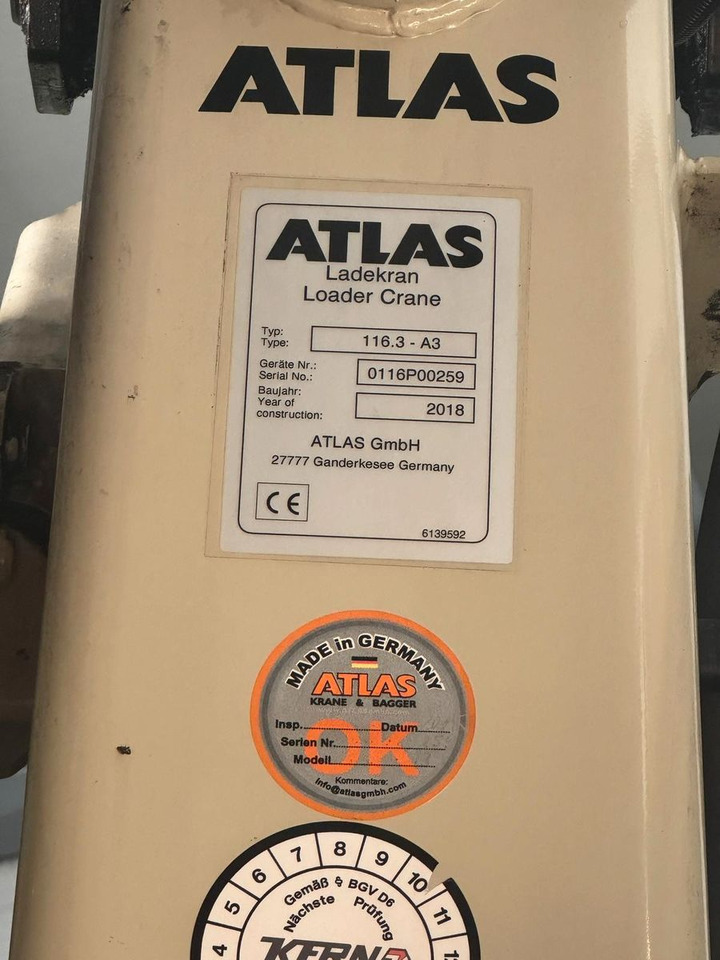 ATLAS
ATLAS
Ladekran
Loader Crane
Typ:
Type:
116.3 - A3
Geräte Nr.:
Serial No.:
0116P00259
Baujahr:
Year of
construction:
2018
ATLAS GmbH
27777 Ganderkesee Germany
CE
6139592
MADE in GERMANY
ATLAS
KRANE & BAGGER
OK
Insp. Datum
Serien Nr.
Modell
Kommentare:
info@atlasgmbh.com
4 5 6 7 8 9 10 11
Gemäß § BGV D6
Nächste Prüfung